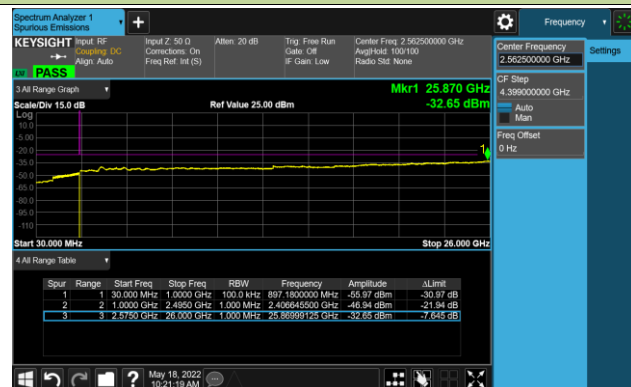 Spectrum Analyzer 1
Spurious Emissions
Frequency
KEYSIGHT
Input: RF
Coupling: DC
Align: Auto
Input Z: 50 Ω
Corrections: On
Freq Ref: Int (S)
Atten: 20 dB
Trig: Free Run
Gate: Off
IF Gain: Low
Center Freq: 2.562500000 GHz
Avg|Hold: 100/100
Radio Std: None
PASS
Center Frequency
2.562500000 GHz
Settings
CF Step
4.399000000 GHz
Auto
Man
Freq Offset
0 Hz
3 All Range Graph
Mkr1 25.870 GHz
Scale/Div 15.0 dB
Ref Value 25.00 dBm
-32.65 dBm
Log
10.0
-5.00
-20.0
-35.0
-50.0
-65.0
-80.0
-95.0
-110
1
Start 30.000 MHz
Stop 26.000 GHz
4 All Range Table
Spur Range Start Freq Stop Freq RBW Frequency Amplitude ΔLimit
1 1 30.000 MHz 1.0000 GHz 100.0 kHz 897.1800000 MHz -55.97 dBm -30.97 dB
2 2 1.0000 GHz 2.4950 GHz 1.000 MHz 2.406645500 GHz -46.94 dBm -21.94 dB
3 3 2.5750 GHz 26.000 GHz 1.000 MHz 25.86999125 GHz -32.65 dBm -7.645 dB
?
May 18, 2022
10:21:19 AM